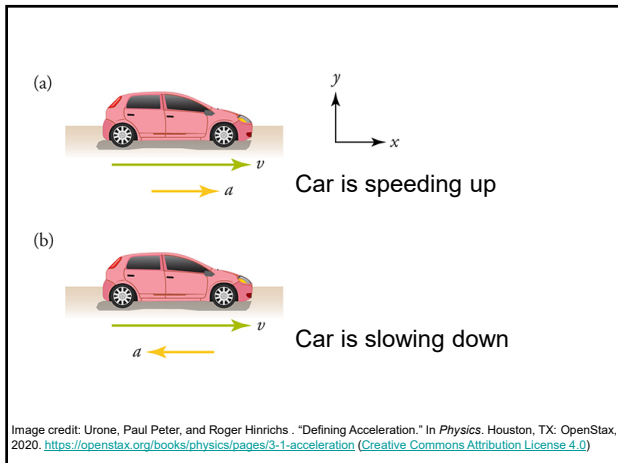 (a)
y
x
v
a
Car is speeding up
(b)
v
a
Car is slowing down
Image credit: Urone, Paul Peter, and Roger Hinrichs . “Defining Acceleration.” In Physics. Houston, TX: OpenStax,
2020. https://openstax.org/books/physics/pages/3-1-acceleration (Creative Commons Attribution License 4.0)